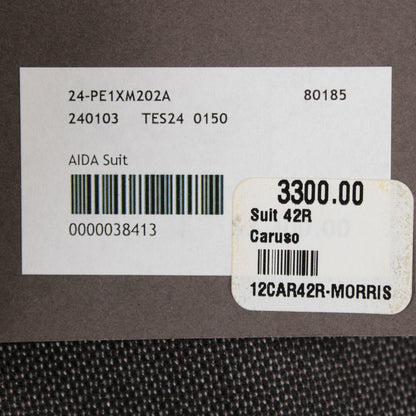 24-PE1XM202A 80185
240103 TES24 0150
AIDA Suit
0000038413
3300.00
Suit 42R
Caruso
12CAR42R-MORRIS